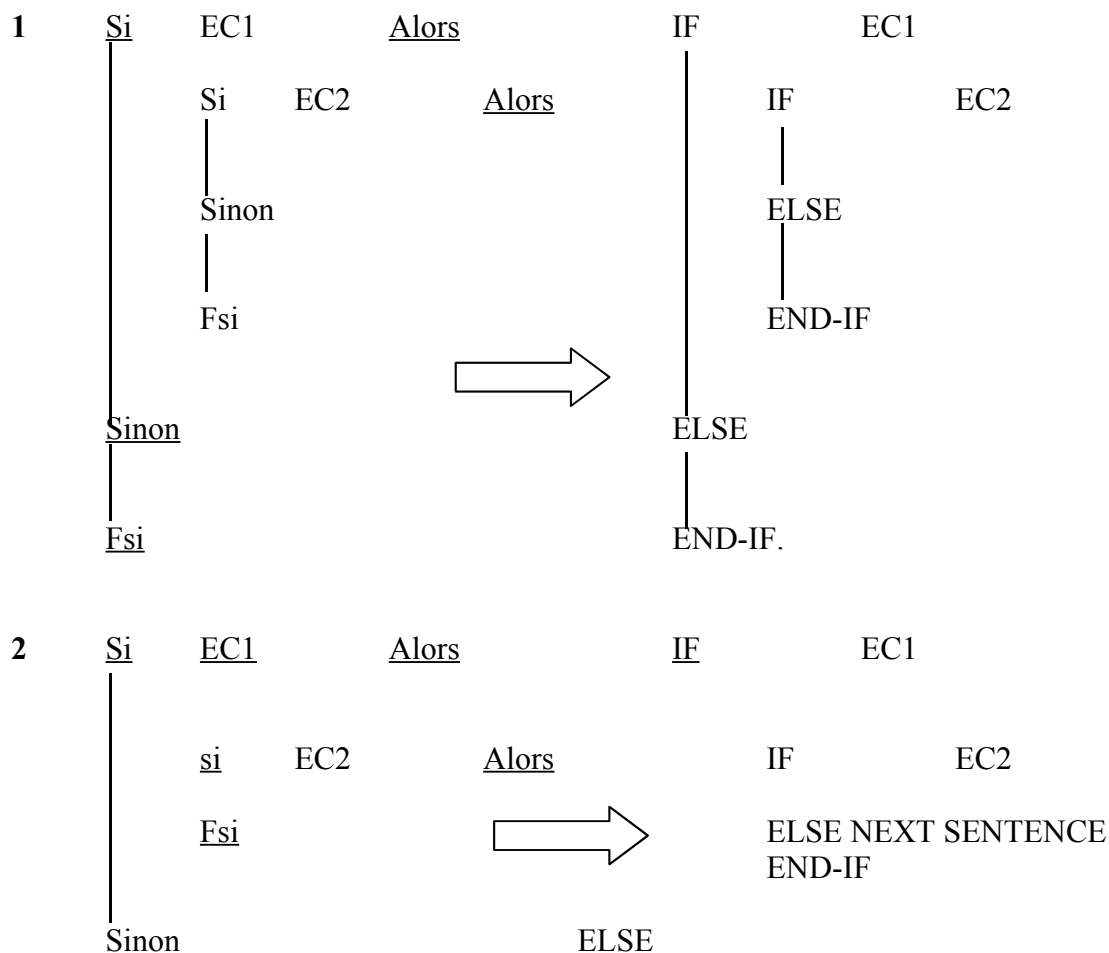 1 Si EC1 Alors IF EC1
Si EC2 Alors IF EC2
Sinon ELSE
Fsi END-IF
Sinon ELSE
Fsi END-IF.
2 Si EC1 Alors IF EC1
si EC2 Alors IF EC2
Fsi ELSE NEXT SENTENCE
END-IF
Sinon ELSE